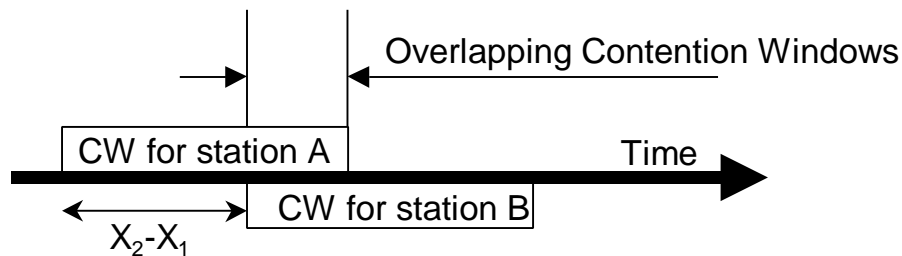 Overlapping Contention Windows
CW for station A
Time
CW for station B
X₂-X₁